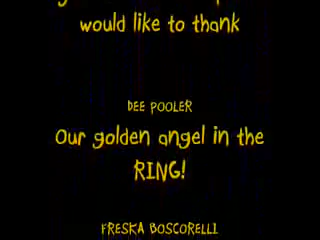 would like to thank
DEE POOLER
Our golden angel in the
RING!
FRESKA BOSCORELLI